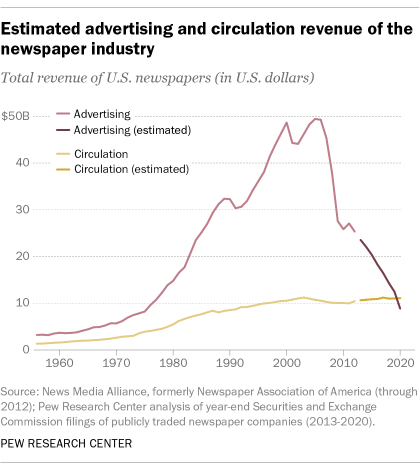 Estimated advertising and circulation revenue of the
newspaper industry
Total revenue of U.S. newspapers (in U.S. dollars)
$50B
Advertising
Advertising (estimated)
Circulation
Circulation (estimated)
40
30
20
10
0
1960 1970 1980 1990 2000 2010 2020
Source: News Media Alliance, formerly Newspaper Association of America (through
2012); Pew Research Center analysis of year-end Securities and Exchange
Commission filings of publicly traded newspaper companies (2013-2020).
PEW RESEARCH CENTER